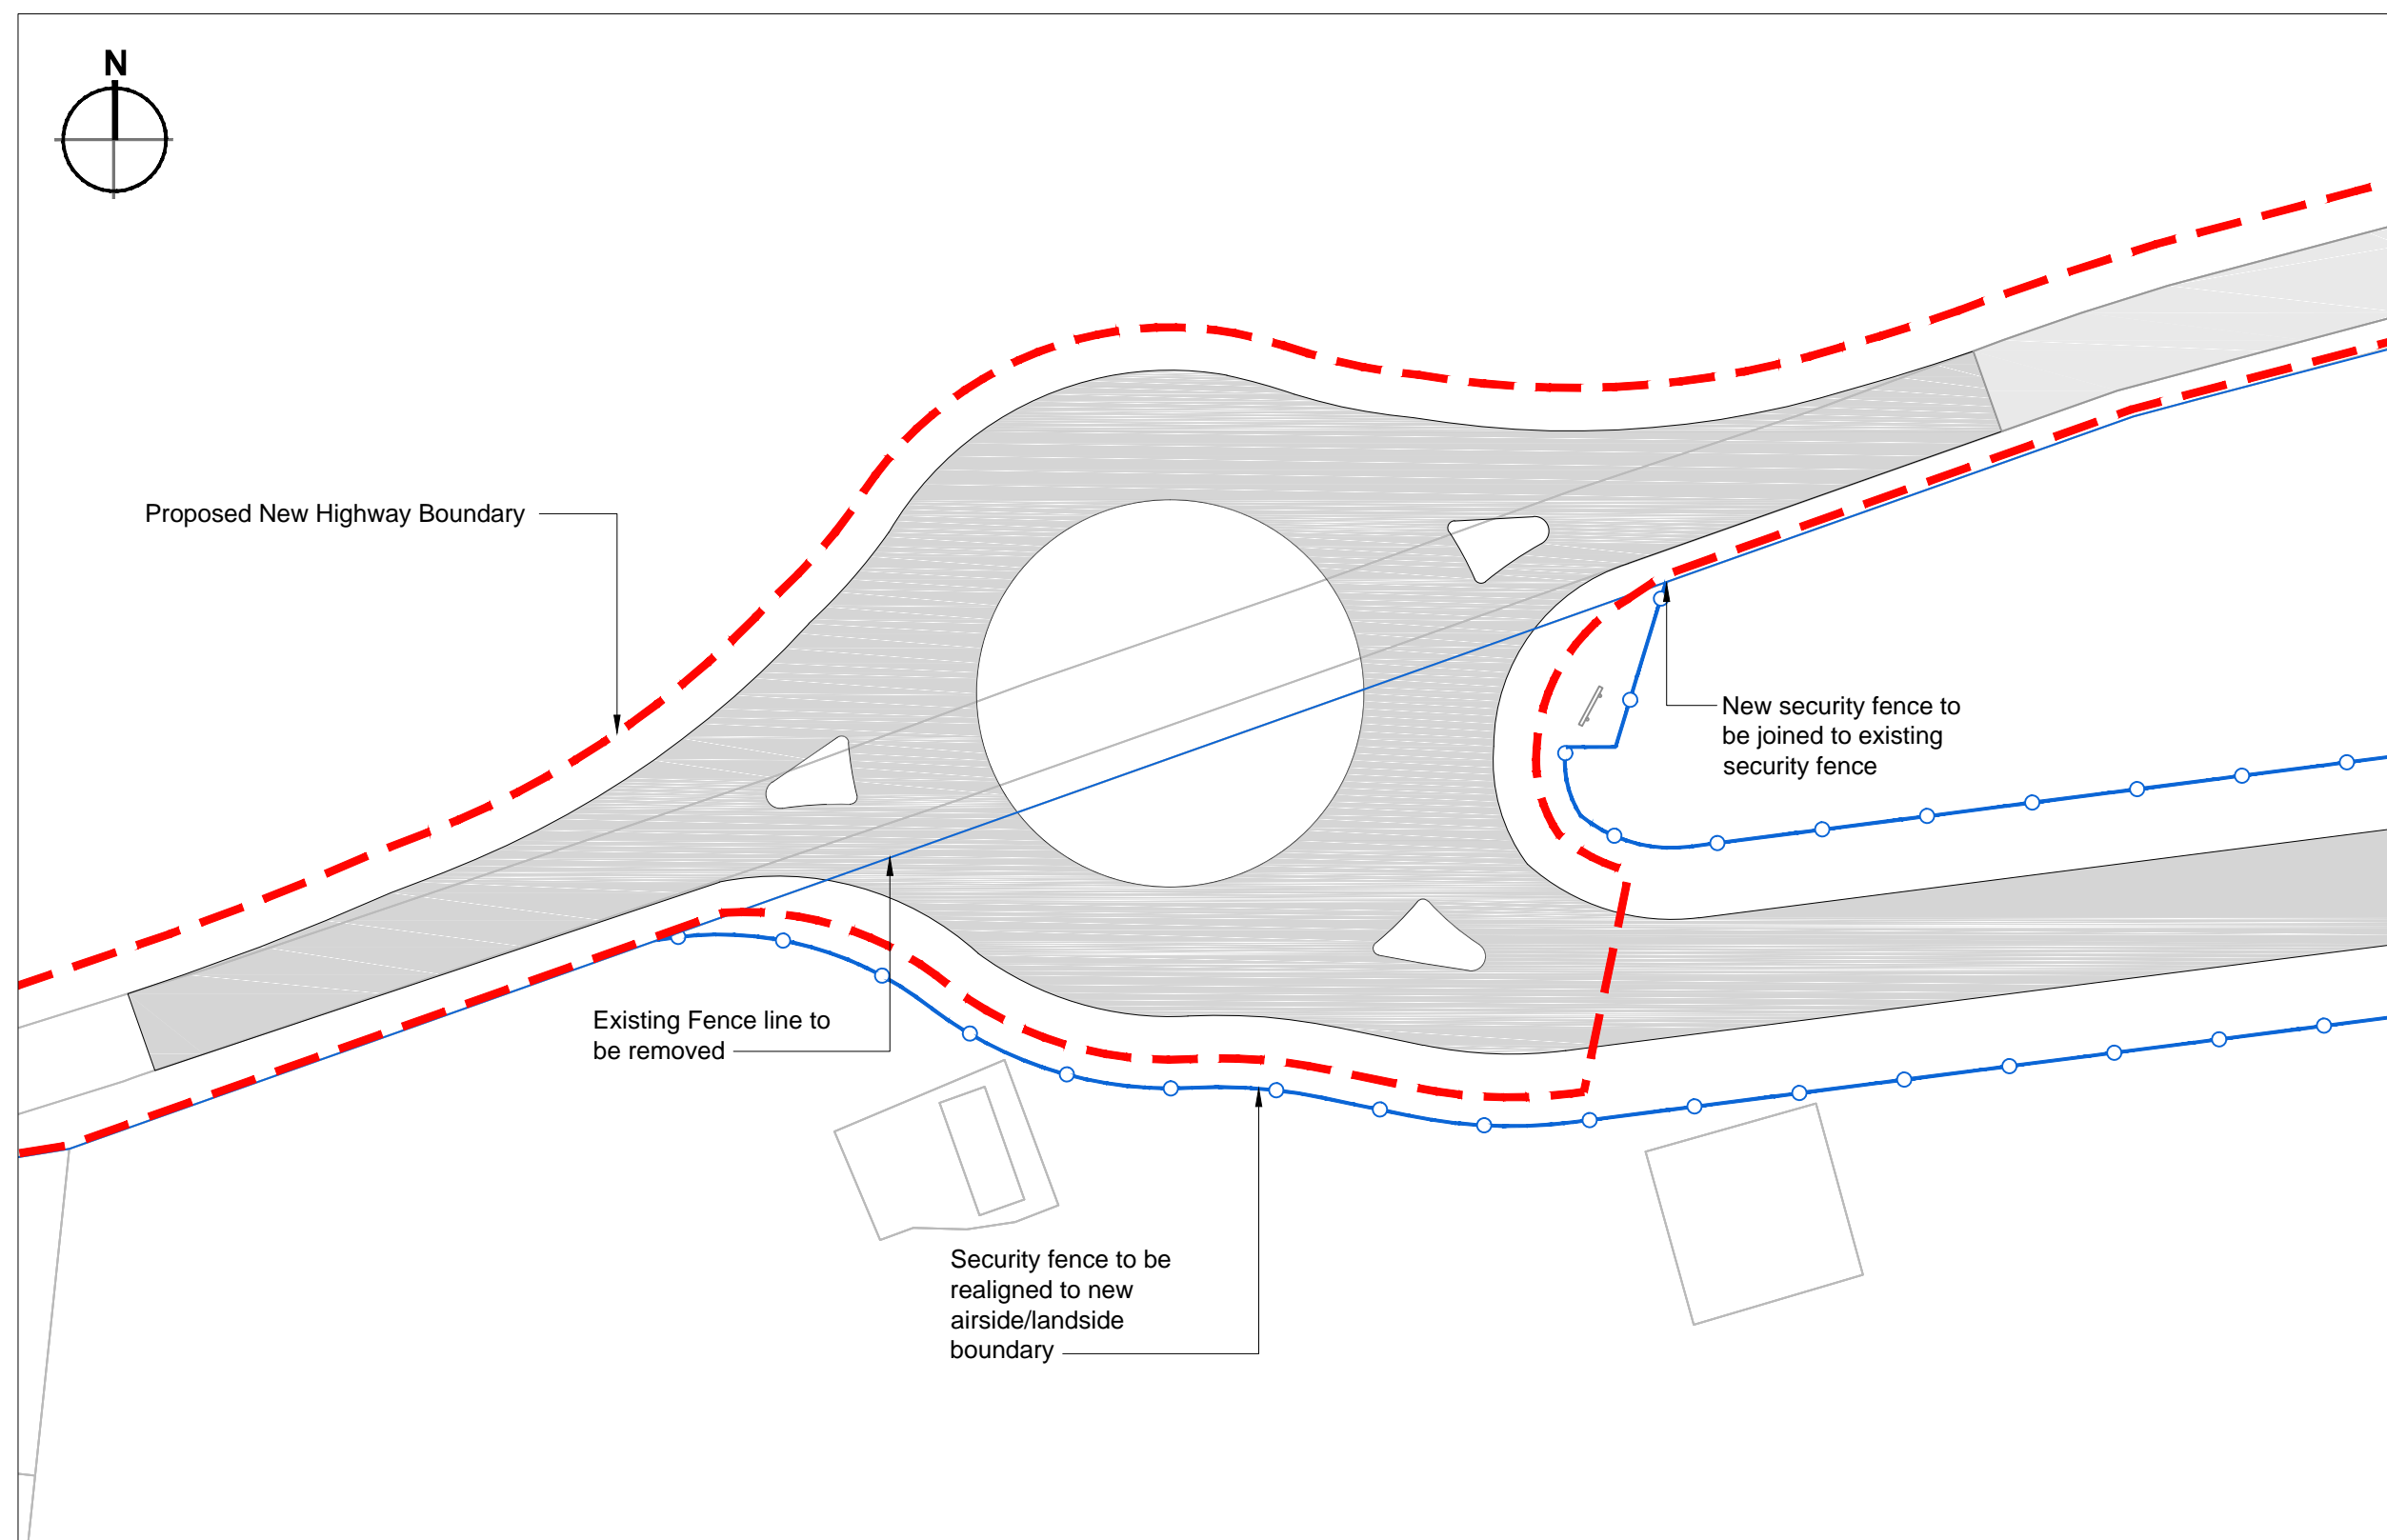 N
Proposed New Highway Boundary
New security fence to
be joined to existing
security fence
Existing Fence line to
be removed
Security fence to be
realigned to new
airside/landside
boundary